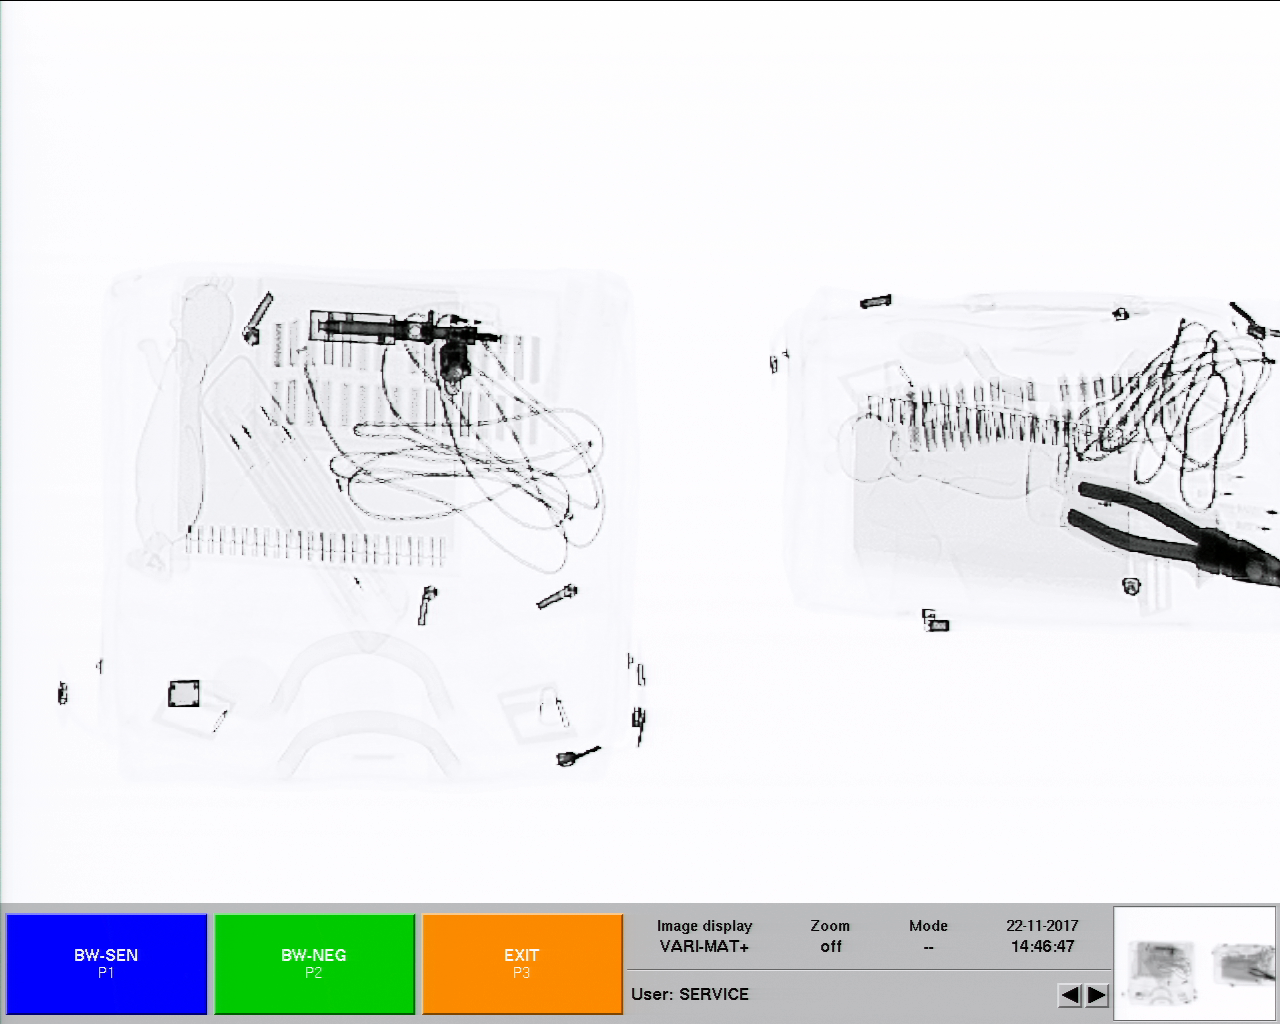 BW-SEN
P1
BW-NEG
P2
EXIT
P3
Image display
VARI-MAT+
Zoom
off
Mode
--
22-11-2017
14:46:47
User: SERVICE